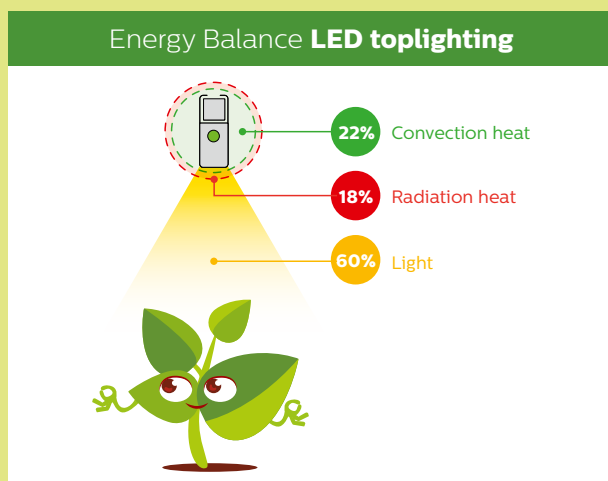 Energy Balance LED toplighting
22% Convection heat
18% Radiation heat
60% Light